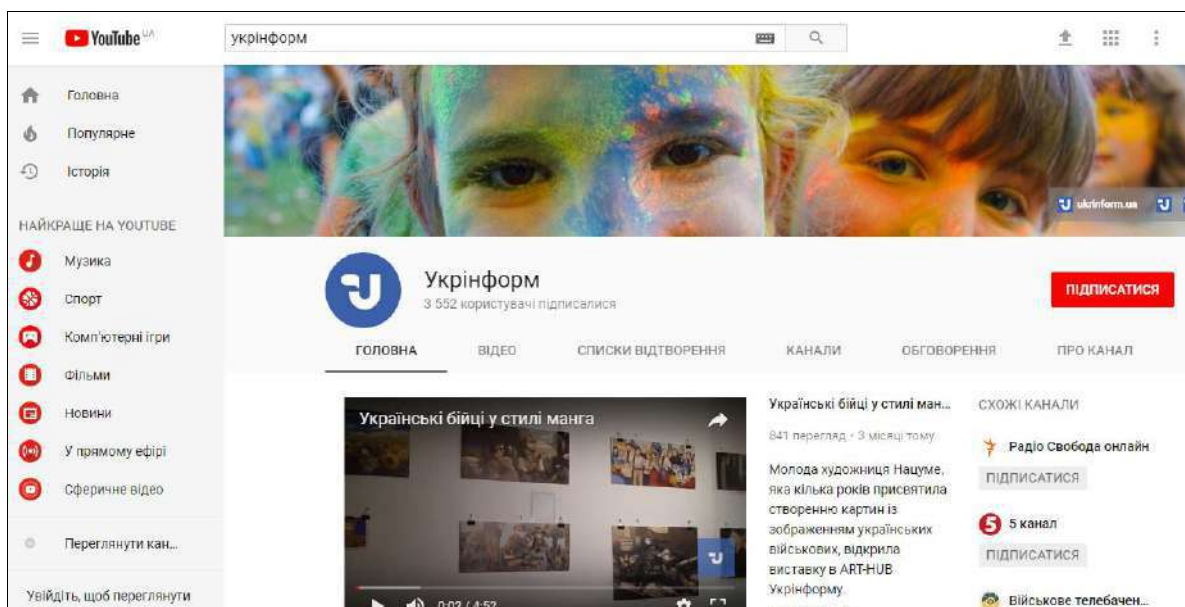 YouTube UA
укрінформ
Головна
Популярне
Історія
НАЙКРАЩЕ НА YOUTUBE
Музика
Спорт
Комп'ютерні ігри
Фільми
Новини
У прямому ефірі
Сферичне відео
Переглянути кан...
Увійдіть, щоб переглянути
ukrinform.ua
Укрінформ
3 552 користувачі підписалися
ПІДПИСАТИСЯ
ГОЛОВНА ВІДЕО СПИСКИ ВІДТВОРЕННЯ КАНАЛИ ОБГОВОРЕННЯ ПРО КАНАЛ
Українські бійці у стилі манга
0:02 / 4:52
Українські бійці у стилі ман...
841 перегляд • 3 місяці тому
Молода художниця Нацуме,
яка кілька років присвятила
створенню картин із
зображенням українських
військових, відкрила
виставку в ART-HUB
Укрінформу.
СХОЖІ КАНАЛИ
Радіо Свобода онлайн
ПІДПИСАТИСЯ
5 канал
ПІДПИСАТИСЯ
Військове телебачен...